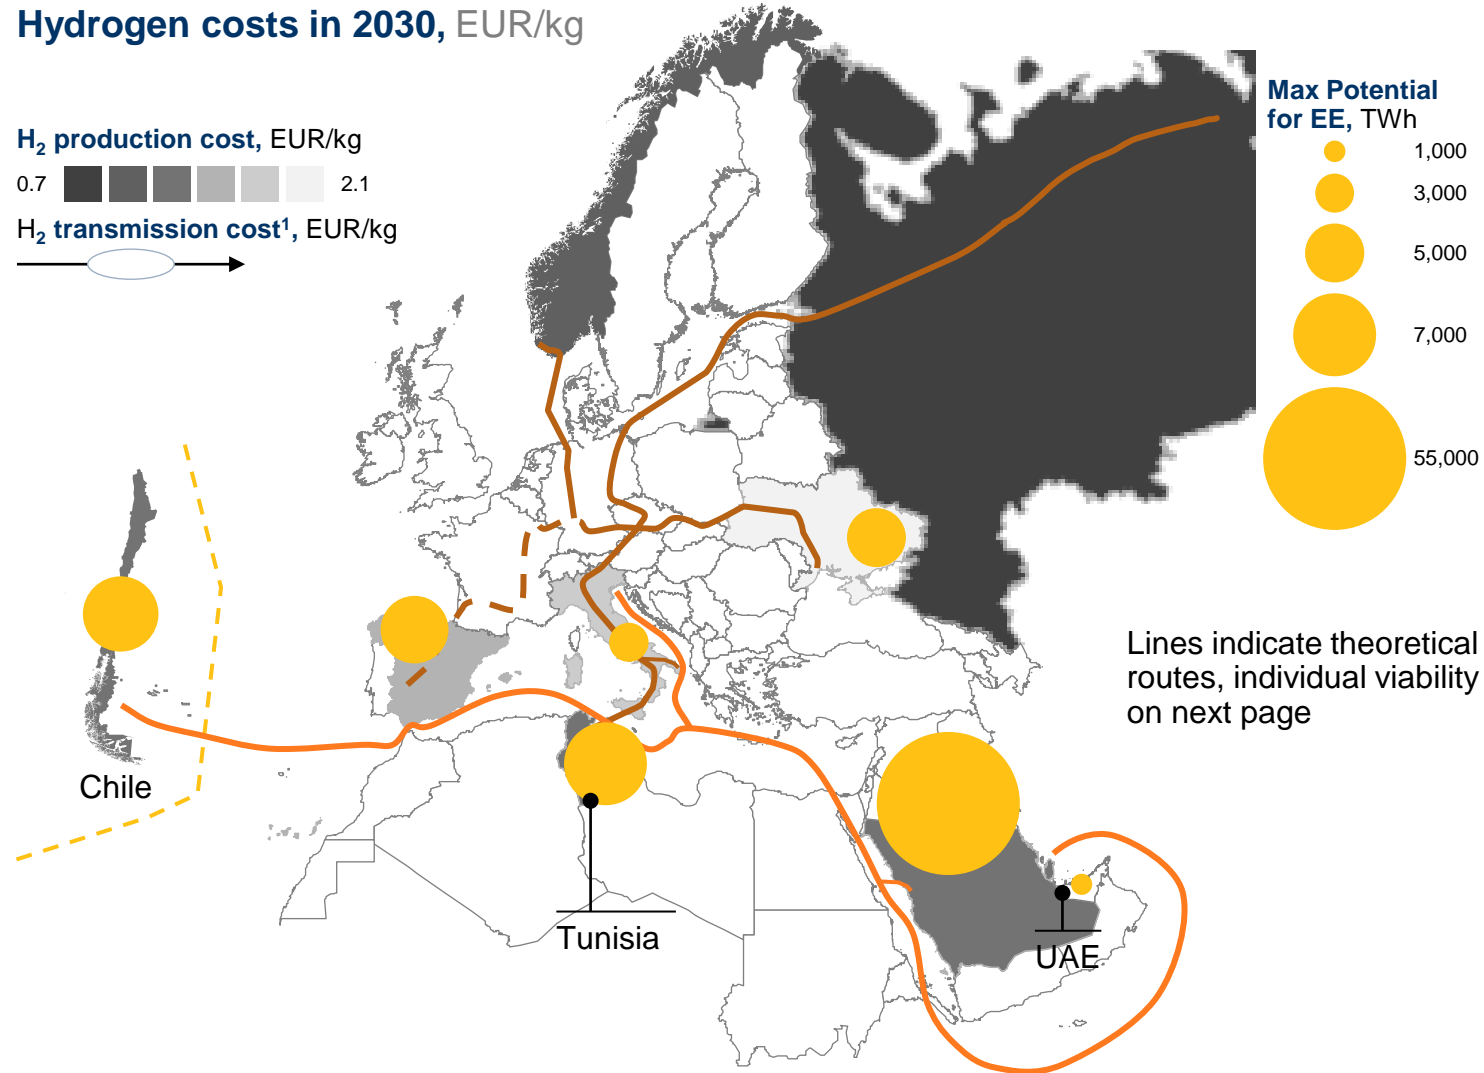 Hydrogen costs in 2030, EUR/kg
H₂ production cost, EUR/kg
0.7 2.1
H₂ transmission cost¹, EUR/kg
Max Potential
for EE, TWh
1,000
3,000
5,000
7,000
55,000
Lines indicate theoretical
routes, individual viability
on next page
Chile
Tunisia
UAE